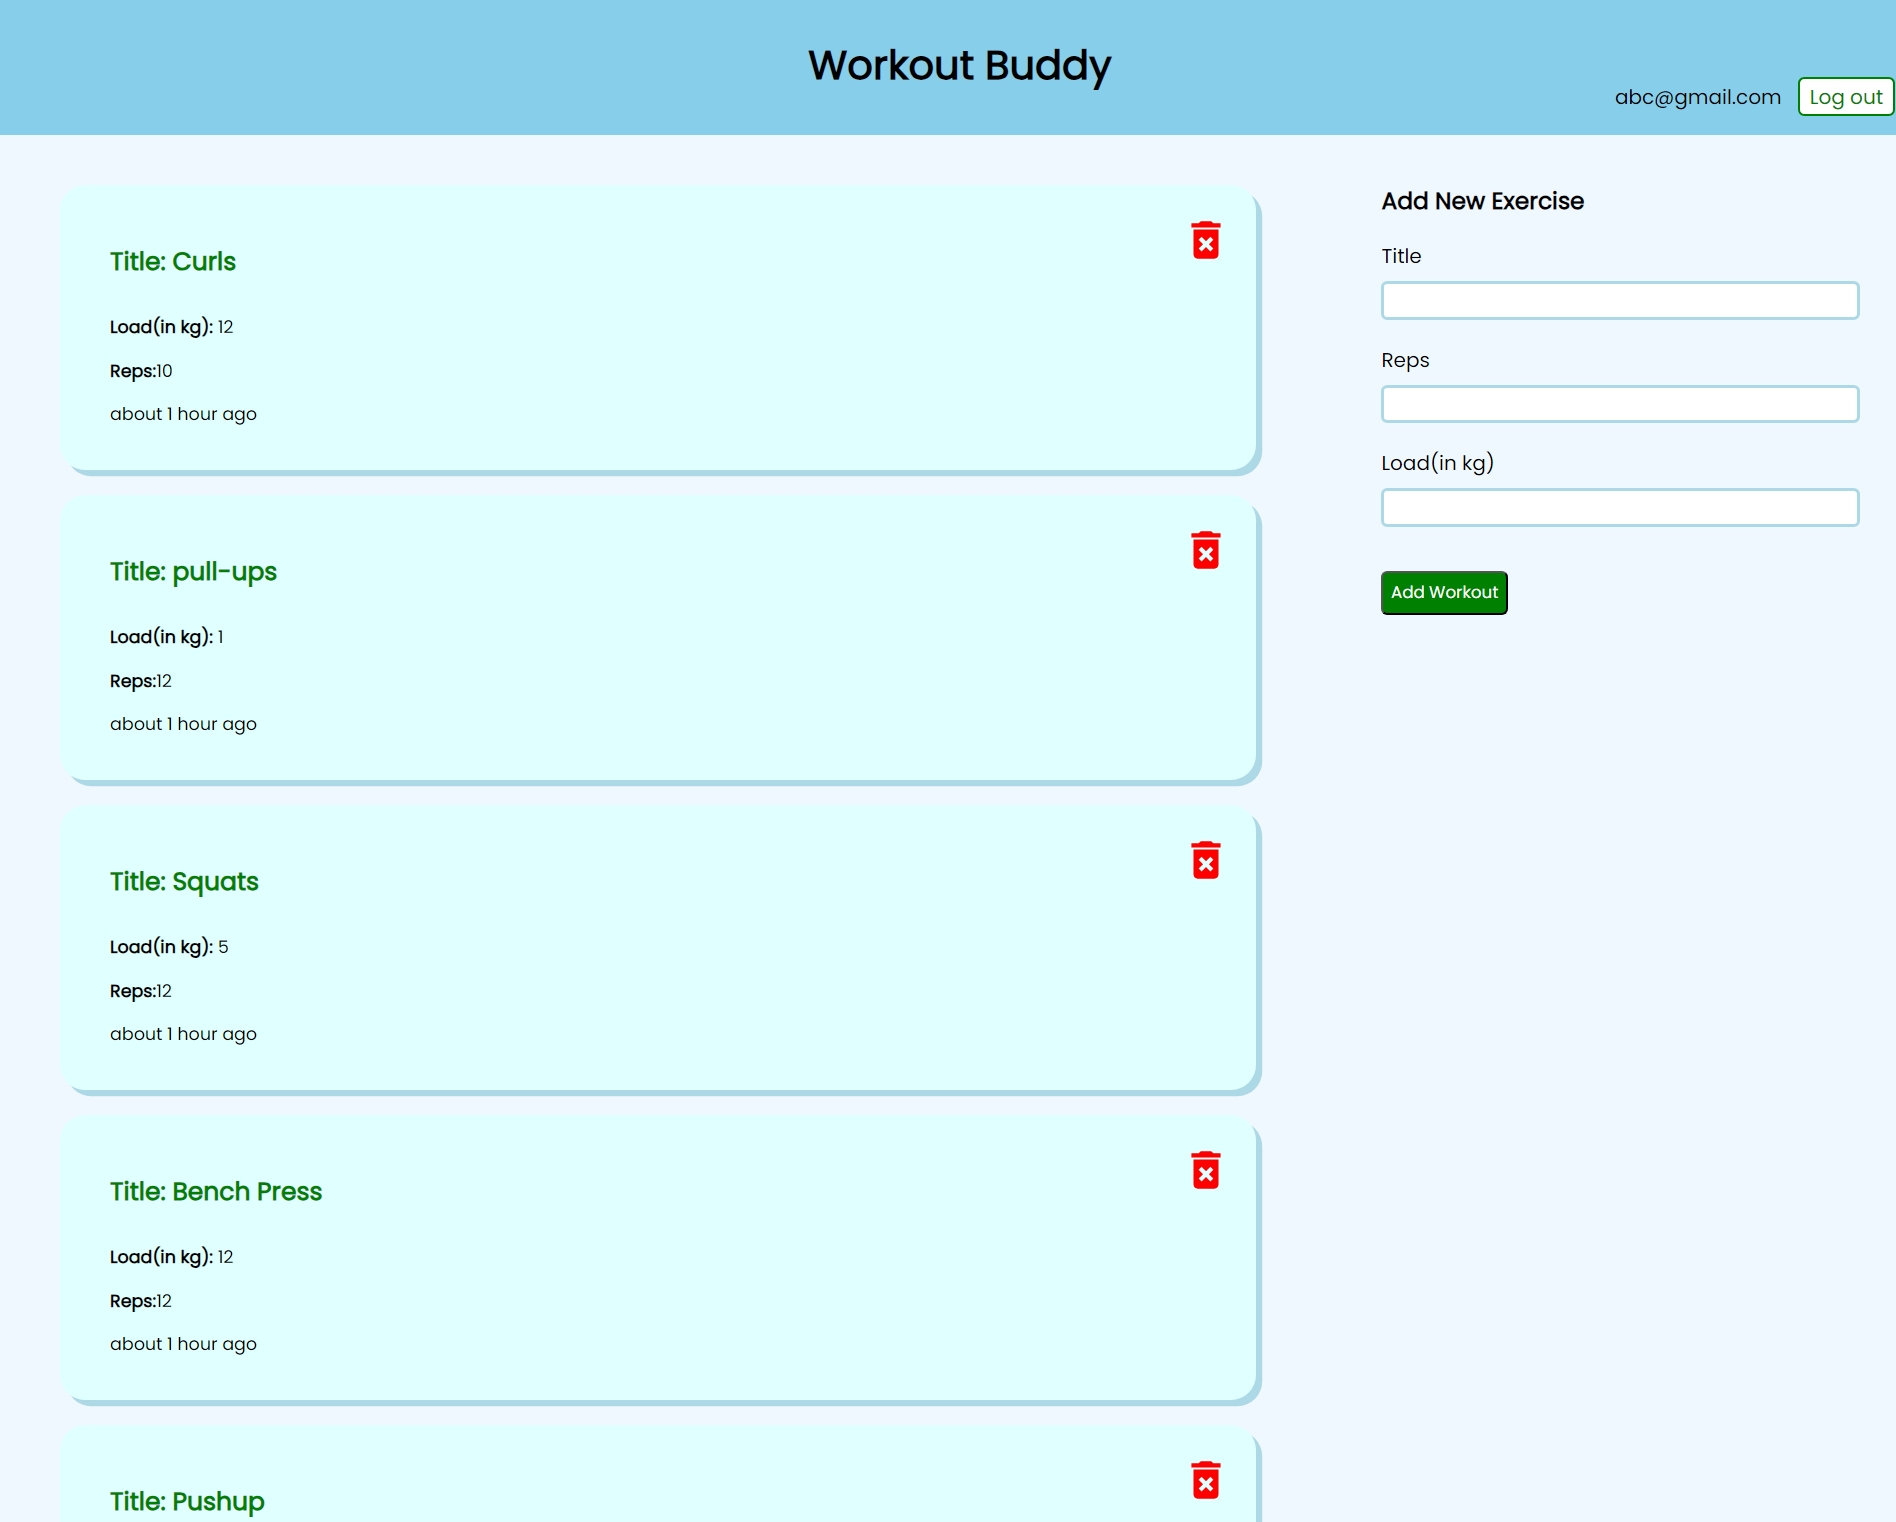 Workout Buddy
abc@gmail.com
Log out
Title: Curls
Load(in kg): 12
Reps:10
about 1 hour ago
Title: pull-ups
Load(in kg): 1
Reps:12
about 1 hour ago
Title: Squats
Load(in kg): 5
Reps:12
about 1 hour ago
Title: Bench Press
Load(in kg): 12
Reps:12
about 1 hour ago
Title: Pushup
Add New Exercise
Title
Reps
Load(in kg)
Add Workout